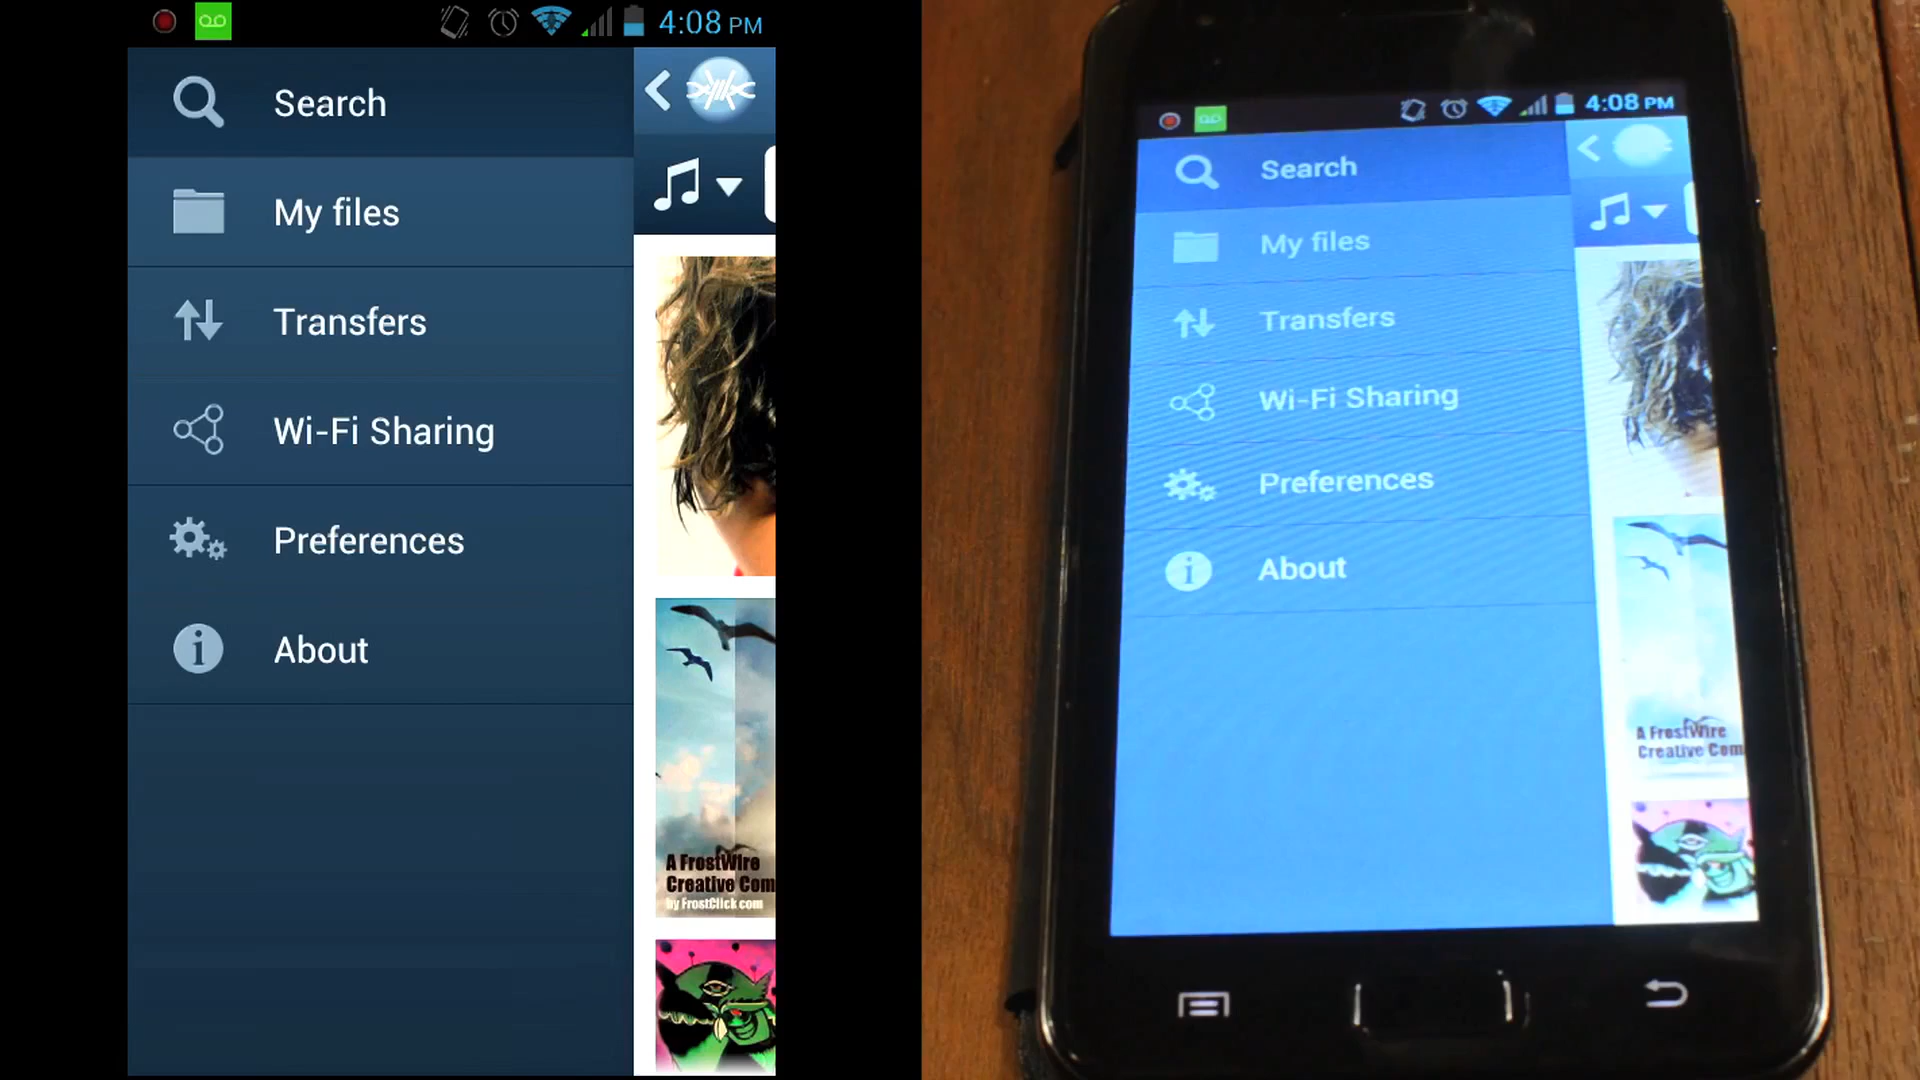 4:08 PM
Search
My files
Transfers
Wi-Fi Sharing
Preferences
About
A FrostWire
Creative Com
by FrostClick.com
4:08 PM
Search
My files
Transfers
Wi-Fi Sharing
Preferences
About
A FrostWire
Creative Com